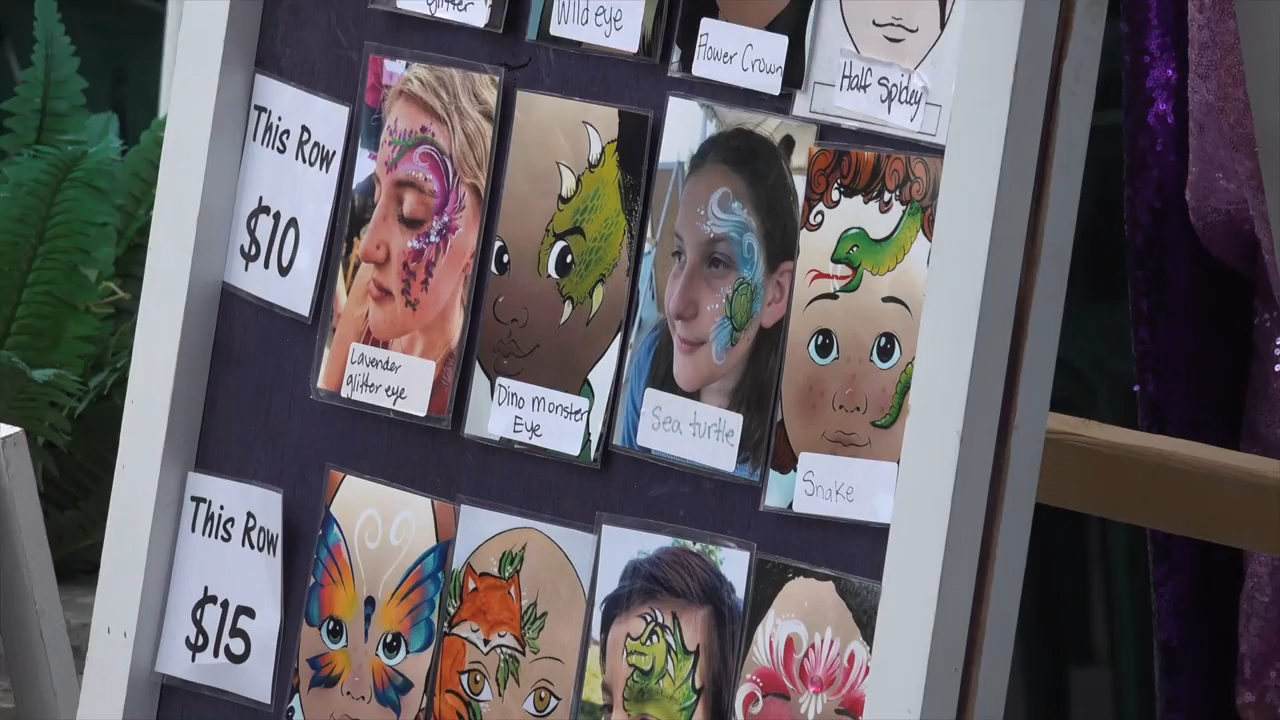 glitter
Wild eye
Flower Crown
Half Spidey
This Row
$10
Lavender
glitter eye
Dino Monster
Eye
Sea turtle
Snake
This Row
$15